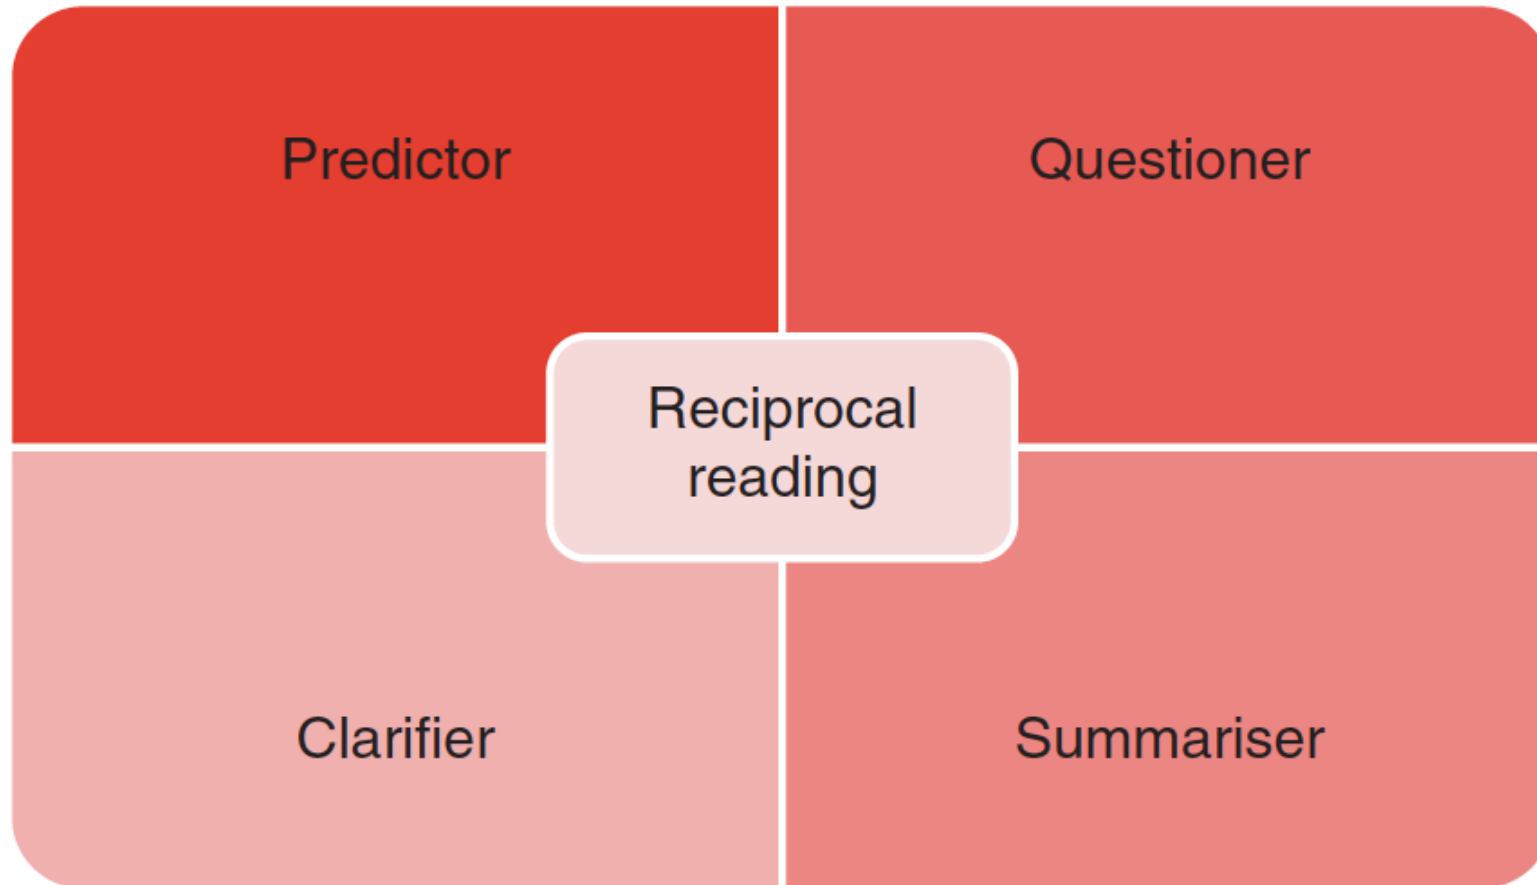 Predictor
Questioner
Reciprocal
reading
Clarifier
Summariser